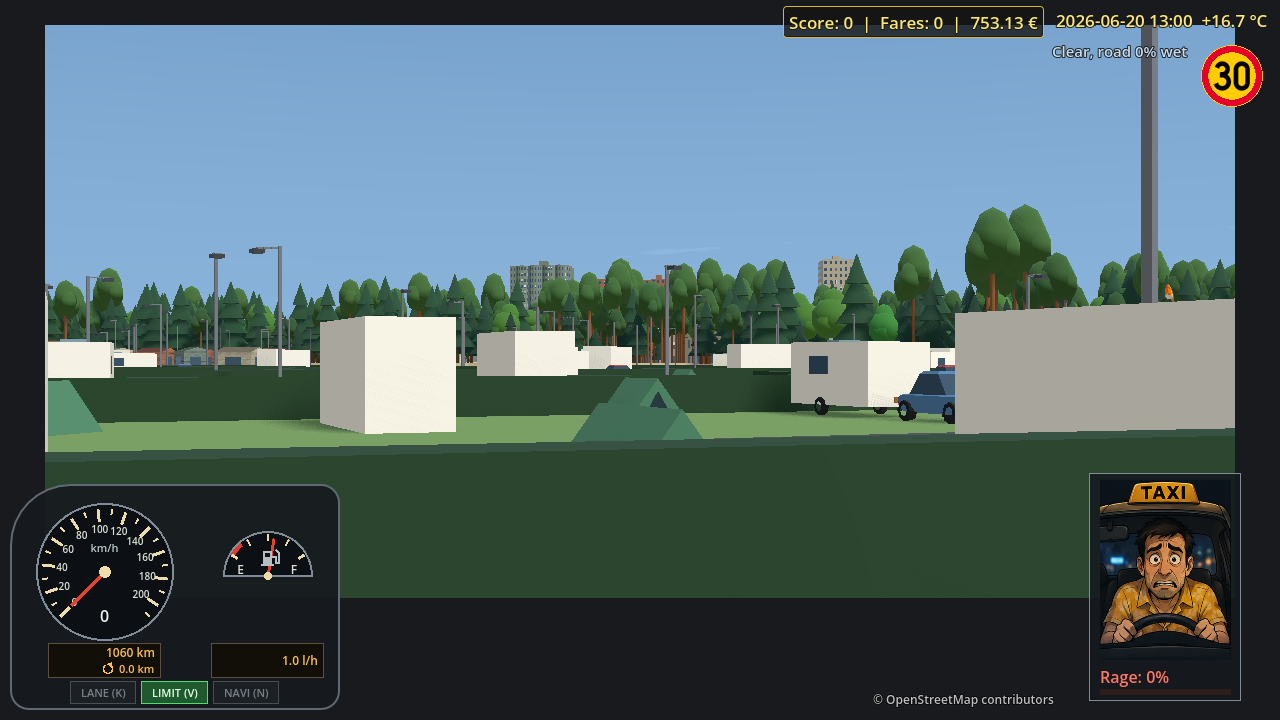 Score: 0 | Fares: 0 | 753.13 €
2026-06-20 13:00 +16.7 °C
Clear, road 0% wet
30
0 20 40 60 80 100 120 140 160 180 200
km/h
0
E F
1060 km
0.0 km
1.0 l/h
LANE (K) LIMIT (V) NAVI (N)
TAXI
Rage: 0%
© OpenStreetMap contributors